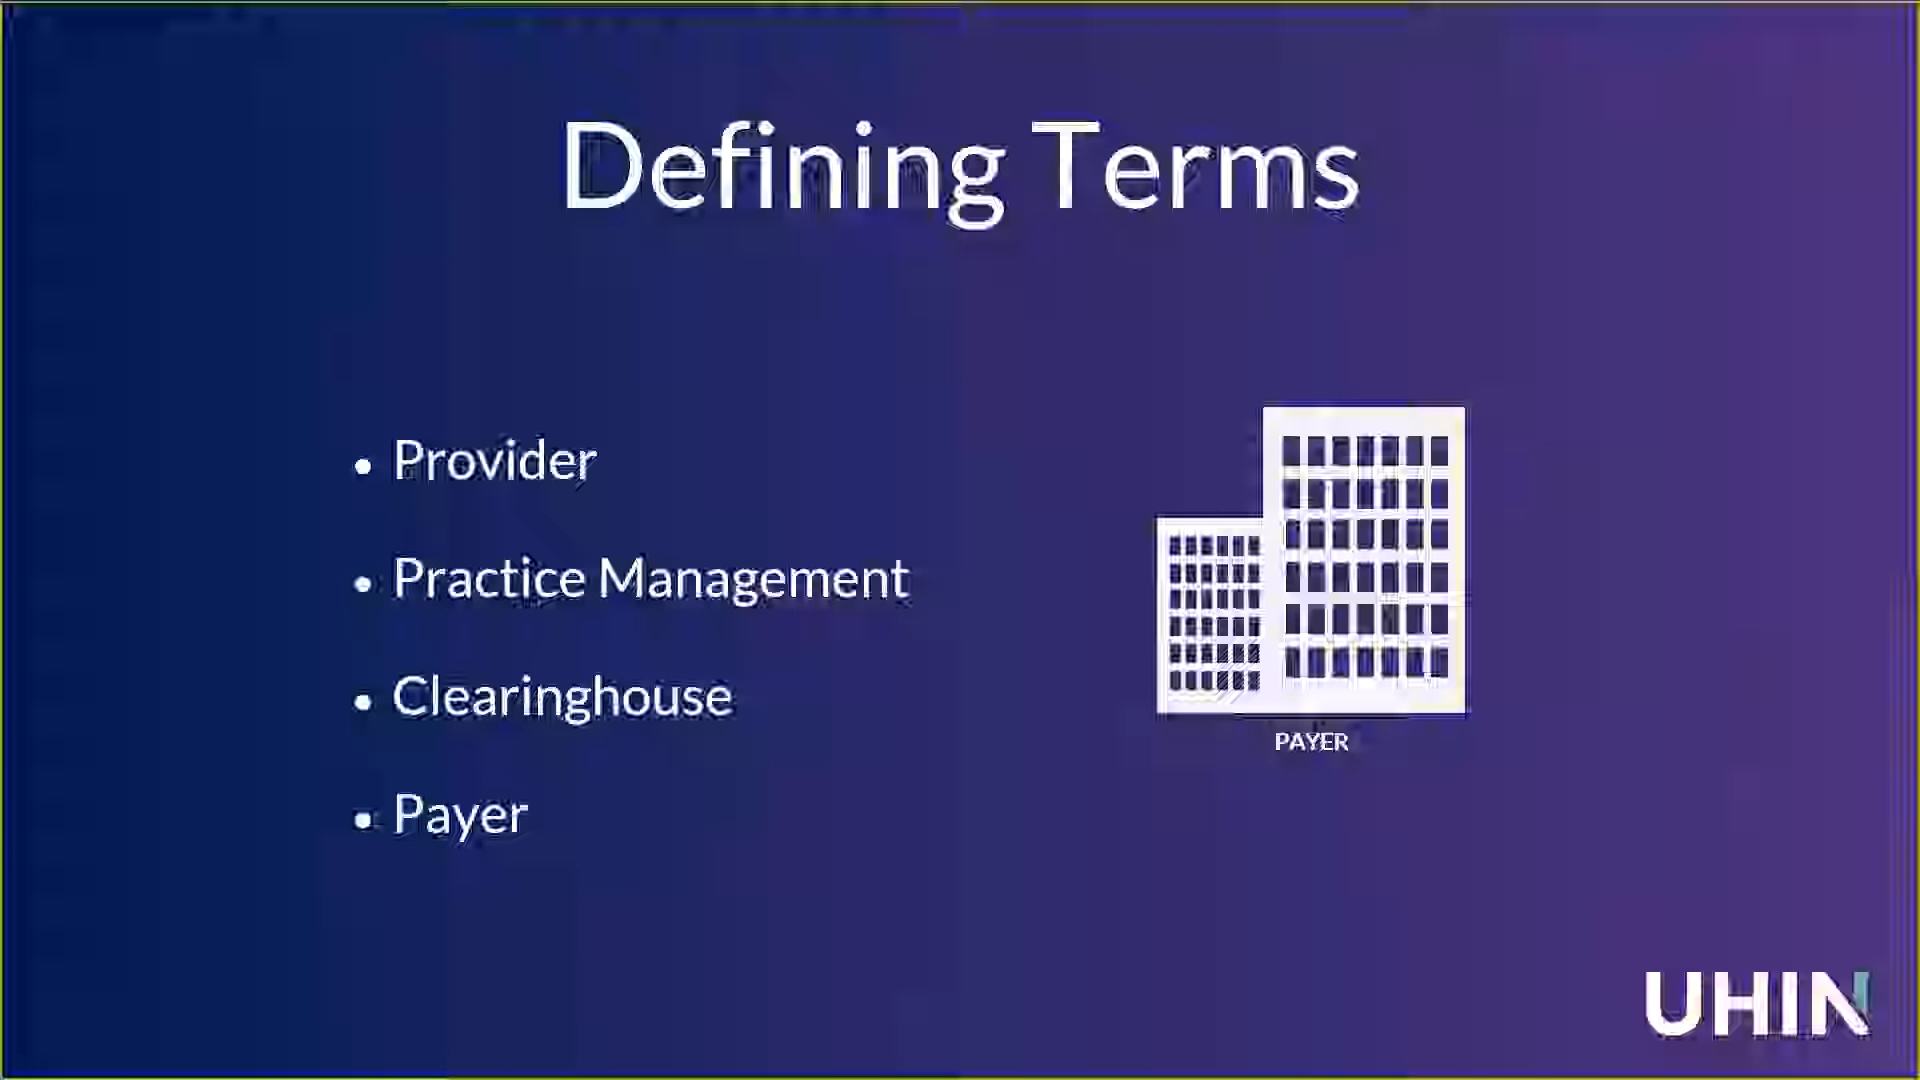 Defining Terms
• Provider
• Practice Management
• Clearinghouse
• Payer
PAYER
UHIN